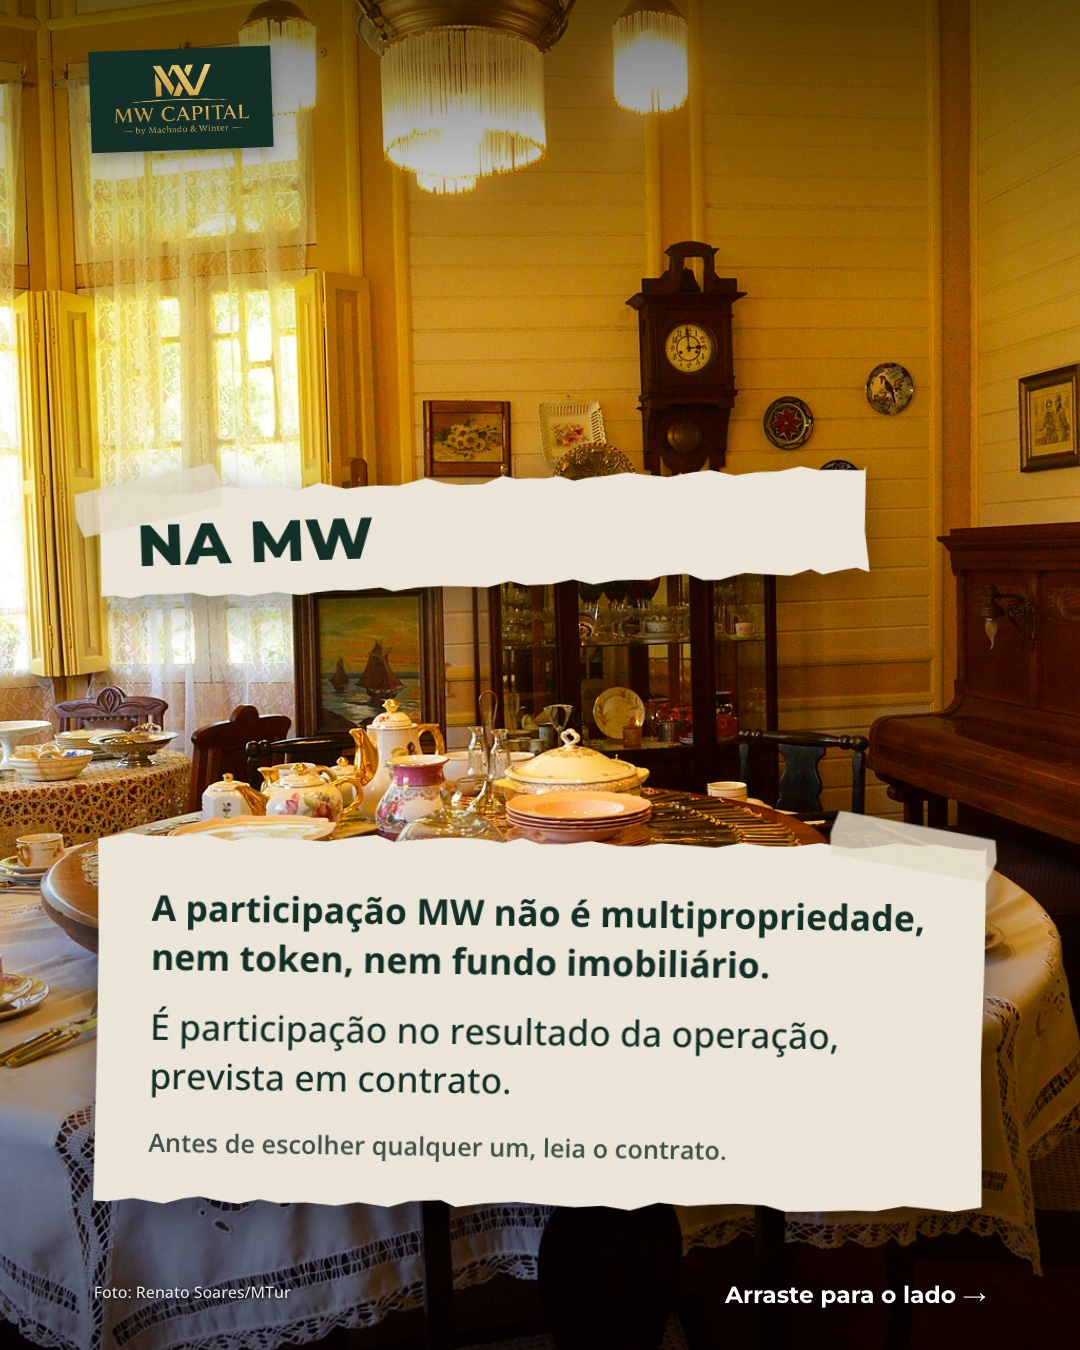 MW CAPITAL
by Machado & Winter
NA MW
A participação MW não é multipropriedade,
nem token, nem fundo imobiliário.
É participação no resultado da operação,
prevista em contrato.
Antes de escolher qualquer um, leia o contrato.
Foto: Renato Soares/MTur
Arraste para o lado →